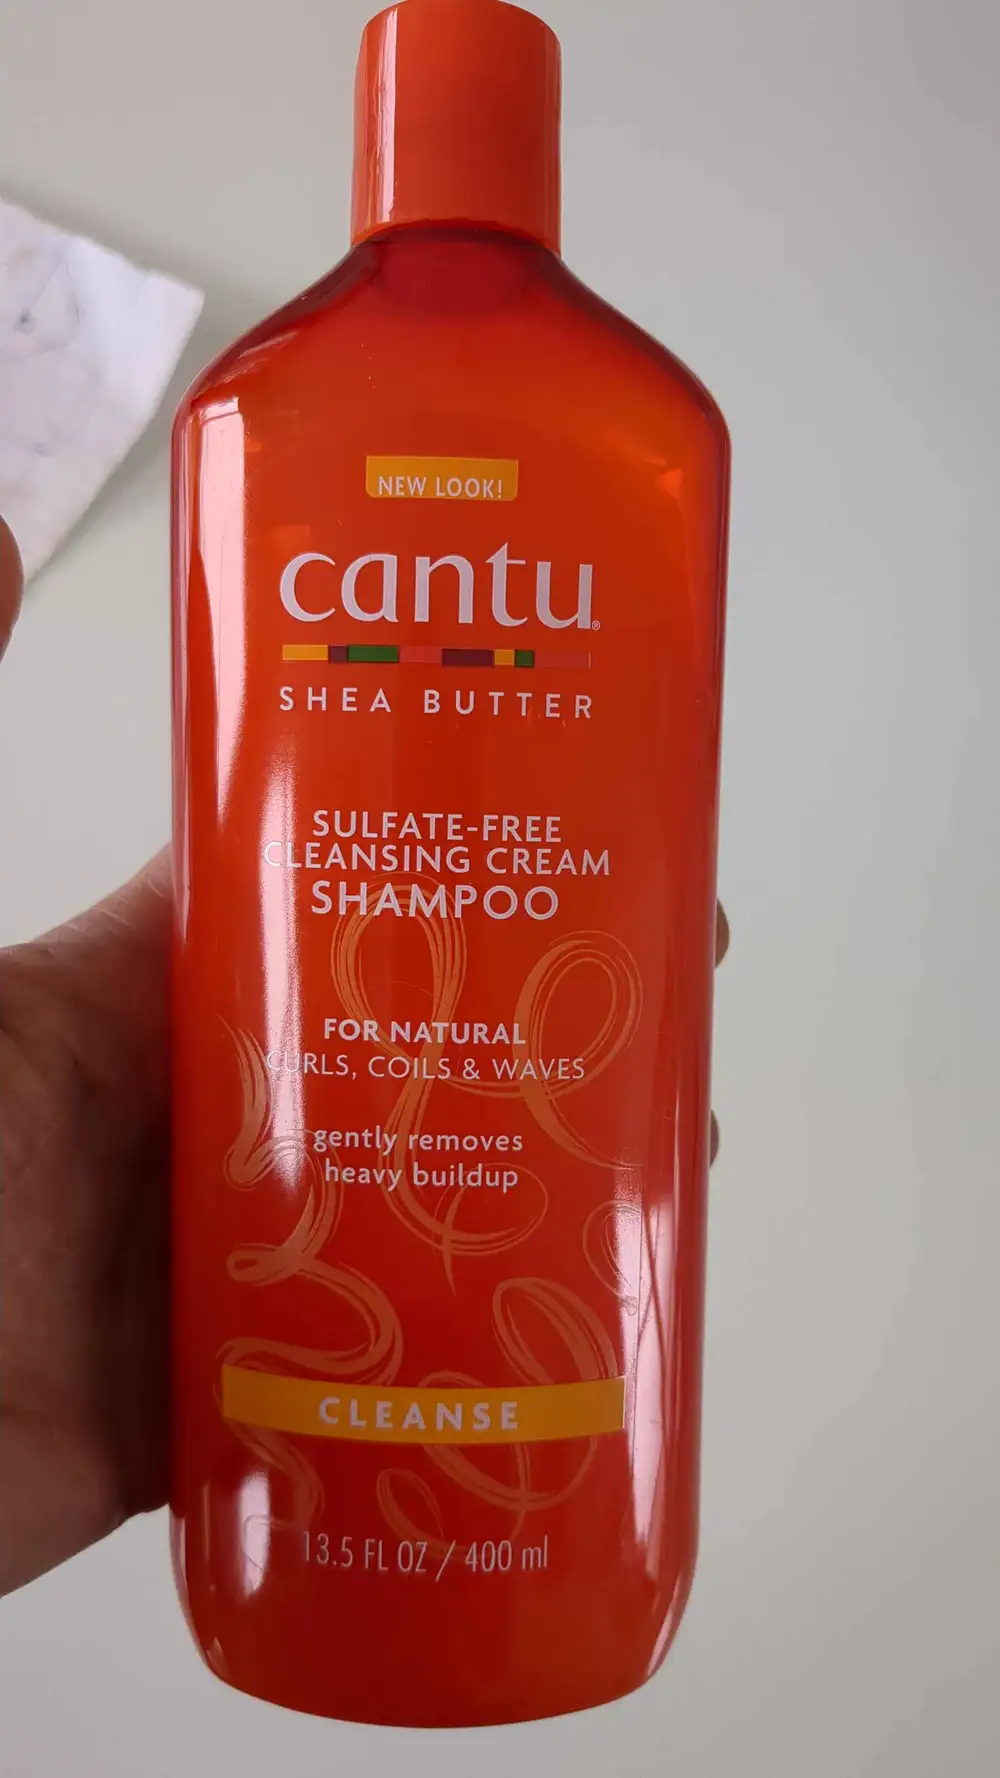 NEW LOOK!
cantu®
SHEA BUTTER
SULFATE-FREE
CLEANSING CREAM
SHAMPOO
FOR NATURAL
CURLS, COILS & WAVES
gently removes
heavy buildup
CLEANSE
13.5 FL OZ / 400 ml